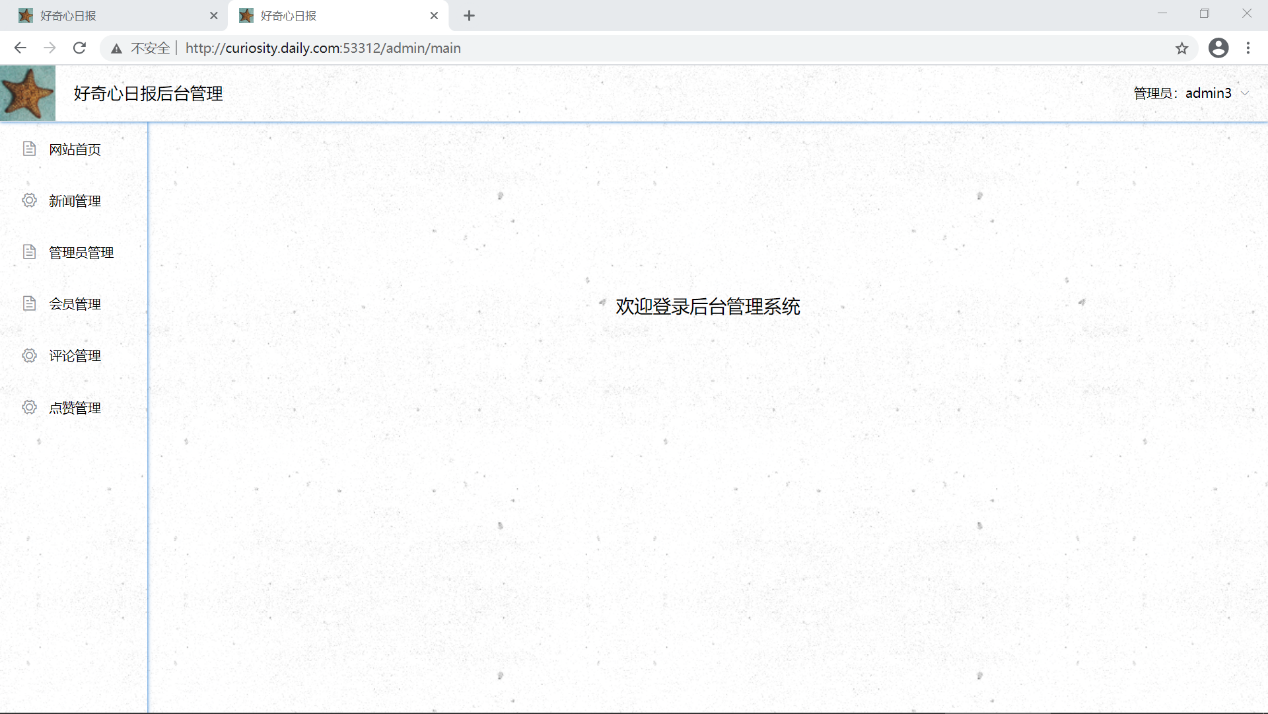 好奇心日报
好奇心日报
不安全 | http://curiosity.daily.com:53312/admin/main
好奇心日报后台管理
管理员：admin3
网站首页
新闻管理
管理员管理
会员管理
评论管理
点赞管理
欢迎登录后台管理系统